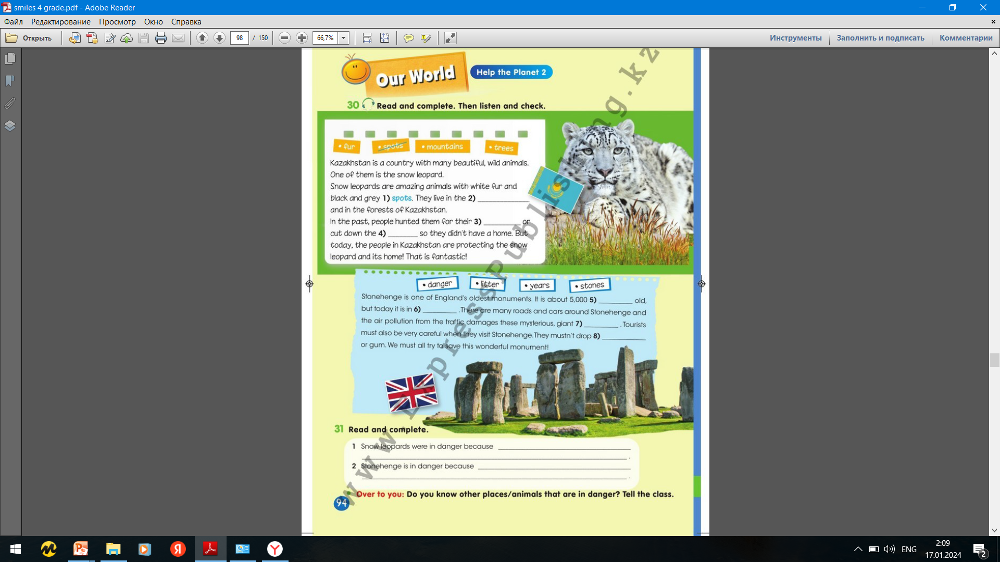 smiles 4 grade.pdf - Adobe Reader
Файл Редактирование Просмотр Окно Справка
Открыть 98 / 150 66,7% Инструменты Заполнить и подписать Комментарии
Our World
Help the Planet 2
30 Read and complete. Then listen and check.
• fur • spots • mountains • trees
Kazakhstan is a country with many beautiful, wild animals.
One of them is the snow leopard.
Snow leopards are amazing animals with white fur and
black and grey 1) spots. They live in the 2) ____________
and in the forests of Kazakhstan.
In the past, people hunted them for their 3) _________ or
cut down the 4) _______ so they didn't have a home. But
today, the people in Kazakhstan are protecting the snow
leopard and its home! That is fantastic!
• danger • litter • years • stones
Stonehenge is one of England's oldest monuments. It is about 5,000 5) ________ old,
but today it is in 6) ________ .There are many roads and cars around Stonehenge and
the air pollution from the traffic damages these mysterious, giant 7) ________ . Tourists
must also be very careful when they visit Stonehenge.They mustn't drop 8) __________
or gum. We must all try to save this wonderful monument!
31 Read and complete.
1 Snow leopards were in danger because ______________________________
____________________________________________________________ .
2 Stonehenge is in danger because __________________________________
____________________________________________________________ .
• Over to you: Do you know other places/animals that are in danger? Tell the class.
94
www.expresspublishing.kz
ENG
2:09
17.01.2024
2